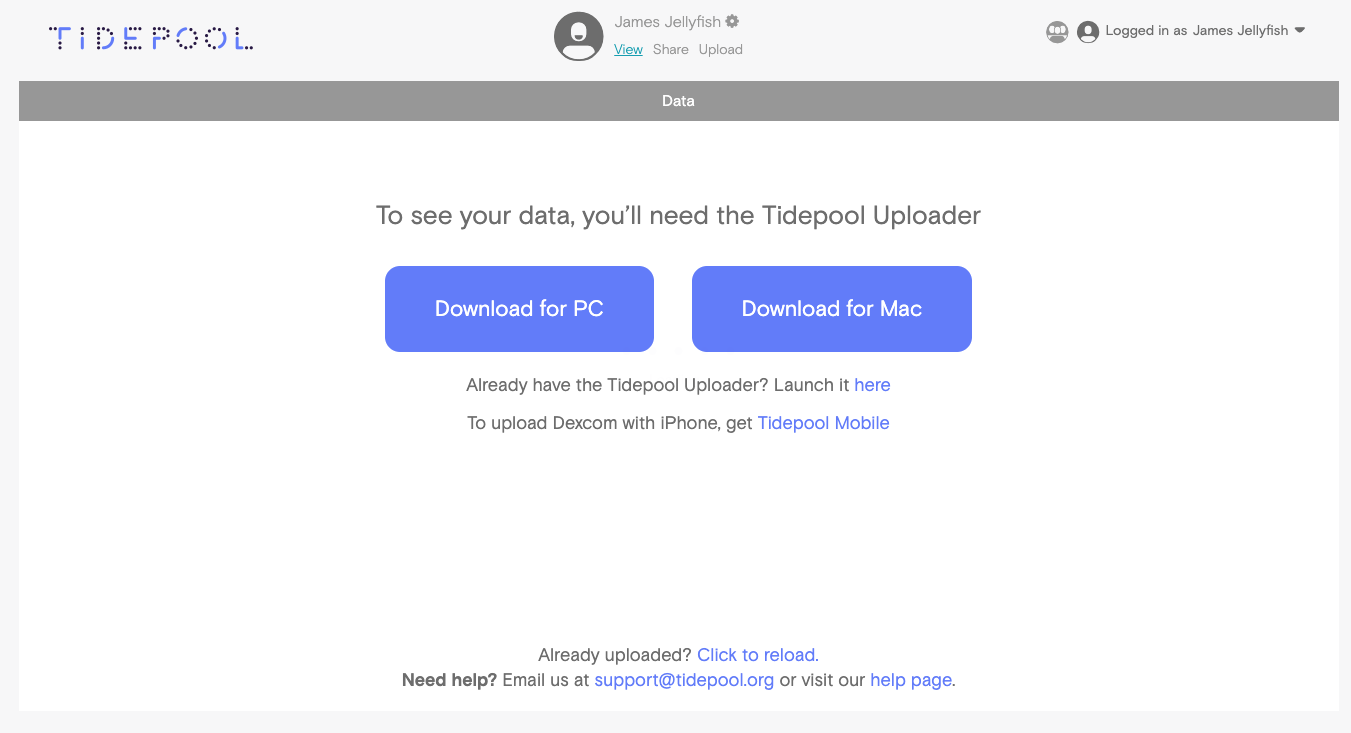 TIDEPOOL
James Jellyfish
View Share Upload
Logged in as James Jellyfish
Data
To see your data, you’ll need the Tidepool Uploader
Download for PC
Download for Mac
Already have the Tidepool Uploader? Launch it here
To upload Dexcom with iPhone, get Tidepool Mobile
Already uploaded? Click to reload.
Need help? Email us at support@tidepool.org or visit our help page.